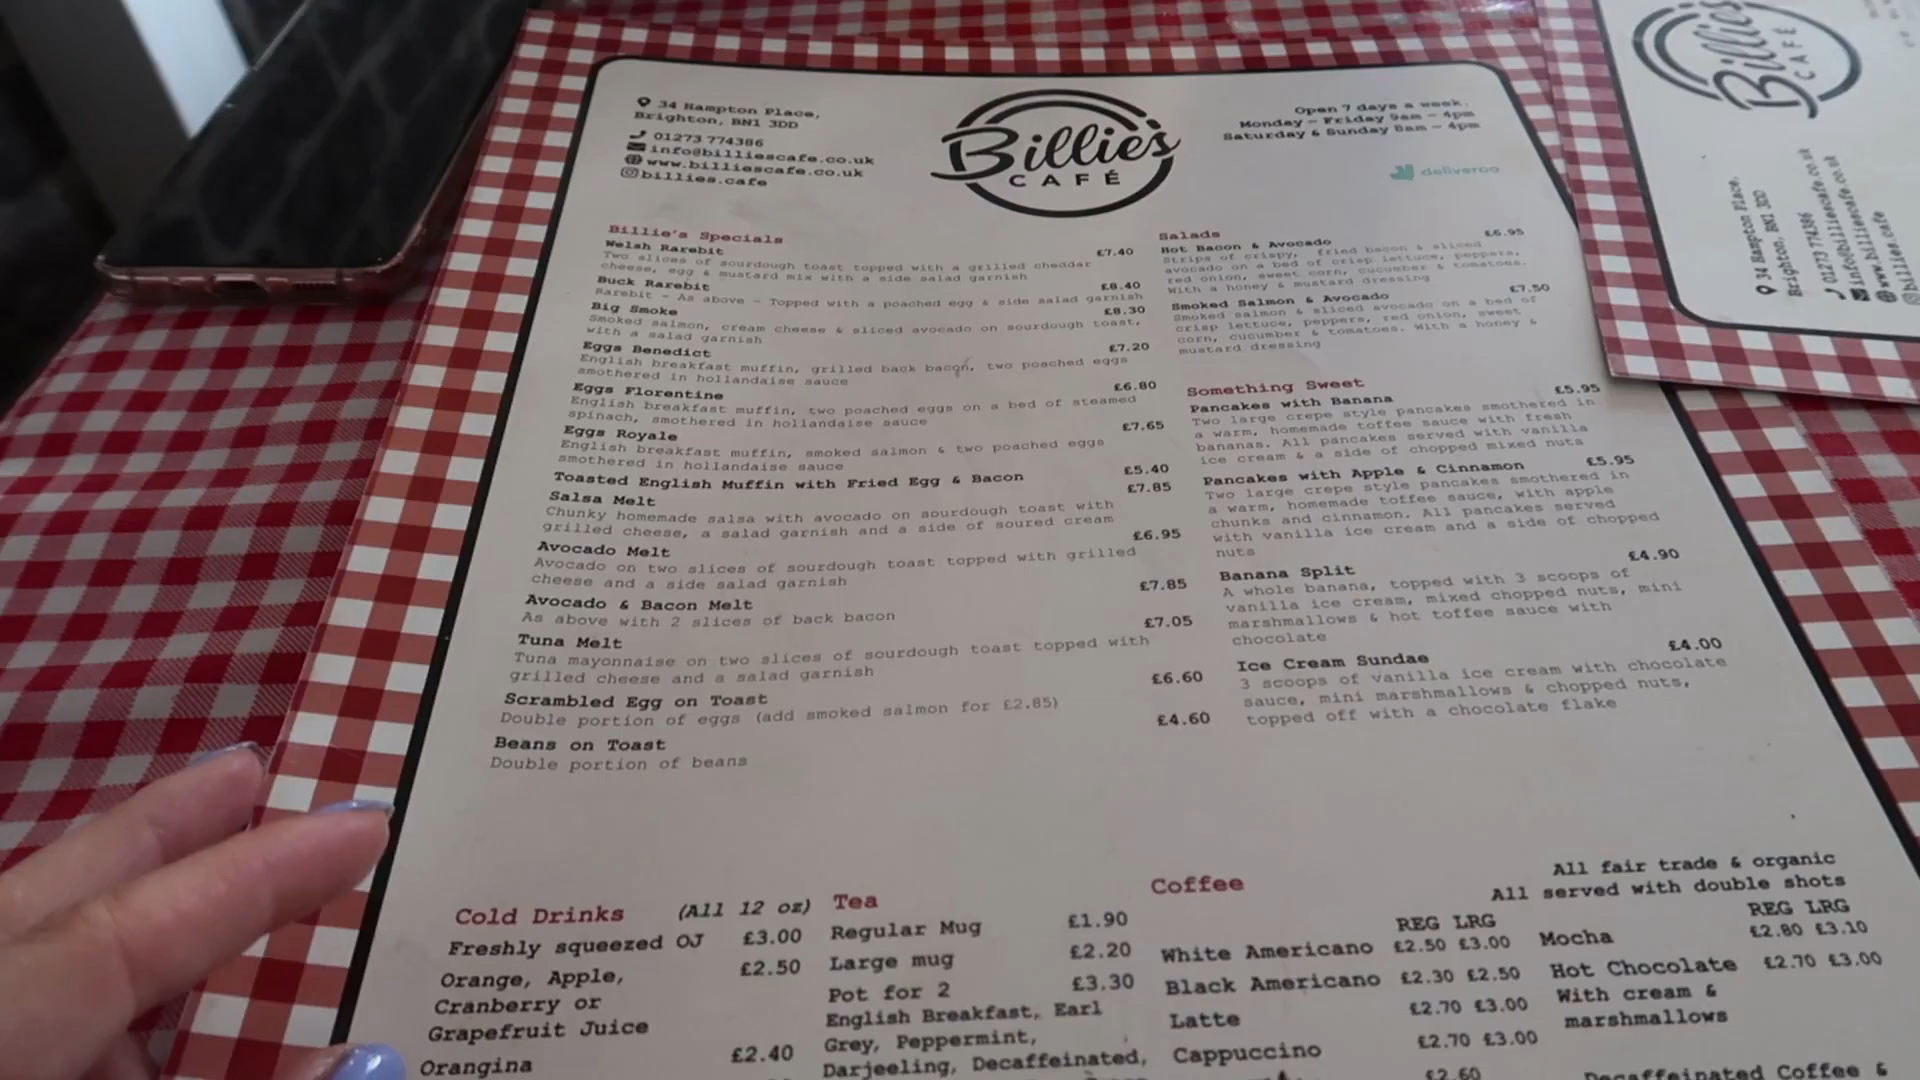 34 Hampton Place,
Brighton, BN1 3DD
01273 774386
info@billiescafe.co.uk
www.billiescafe.co.uk
billies.cafe
Billie's
CAFÉ
Open 7 days a week.
Monday - Friday 9am - 4pm
Saturday & Sunday 8am - 4pm
deliveroo
Billie's Specials
Welsh Rarebit £7.40
Two slices of sourdough toast topped with a grilled cheddar
cheese, egg & mustard mix with a side salad garnish
Buck Rarebit £8.40
Rarebit - As above - Topped with a poached egg & side salad garnish
Big Smoke £8.30
Smoked salmon, cream cheese & sliced avocado on sourdough toast,
with a salad garnish
Eggs Benedict £7.20
English breakfast muffin, grilled back bacon, two poached eggs
smothered in hollandaise sauce
Eggs Florentine £6.80
English breakfast muffin, two poached eggs on a bed of steamed
spinach, smothered in hollandaise sauce
Eggs Royale £7.65
English breakfast muffin, smoked salmon & two poached eggs
smothered in hollandaise sauce
Toasted English Muffin with Fried Egg & Bacon £5.40
Salsa Melt £7.85
Chunky homemade salsa with avocado on sourdough toast with
grilled cheese, a salad garnish and a side of soured cream
Avocado Melt £6.95
Avocado on two slices of sourdough toast topped with grilled
cheese and a side salad garnish
Avocado & Bacon Melt £7.85
As above with 2 slices of back bacon
Tuna Melt £7.05
Tuna mayonnaise on two slices of sourdough toast topped with
grilled cheese and a salad garnish
Scrambled Egg on Toast £6.60
Double portion of eggs (add smoked salmon for £2.85)
Beans on Toast £4.60
Double portion of beans
Salads
Hot Bacon & Avocado £6.95
Strips of crispy, fried bacon & sliced
avocado on a bed of crisp lettuce, peppers,
red onion, sweet corn, cucumber & tomatoes.
With a honey & mustard dressing
Smoked Salmon & Avocado £7.50
Smoked salmon & sliced avocado on a bed of
crisp lettuce, peppers, red onion, sweet
corn, cucumber & tomatoes. With a honey &
mustard dressing
Something Sweet
Pancakes with Banana £5.95
Two large crepe style pancakes smothered in
a warm, homemade toffee sauce with fresh
bananas. All pancakes served with vanilla
ice cream & a side of chopped mixed nuts
Pancakes with Apple & Cinnamon £5.95
Two large crepe style pancakes smothered in
a warm, homemade toffee sauce, with apple
chunks and cinnamon. All pancakes served
with vanilla ice cream and a side of chopped
nuts
Banana Split £4.90
A whole banana, topped with 3 scoops of
vanilla ice cream, mixed chopped nuts, mini
marshmallows & hot toffee sauce with
chocolate
Ice Cream Sundae £4.00
3 scoops of vanilla ice cream with chocolate
sauce, mini marshmallows & chopped nuts,
topped off with a chocolate flake
Cold Drinks (All 12 oz)
Freshly squeezed OJ £3.00
Orange, Apple, £2.50
Cranberry or
Grapefruit Juice
Orangina £2.40
Tea
Regular Mug £1.90
Large mug £2.20
Pot for 2 £3.30
English Breakfast, Earl
Grey, Peppermint,
Darjeeling, Decaffeinated,
Coffee
All fair trade & organic
All served with double shots
REG LRG
White Americano £2.50 £3.00
Black Americano £2.30 £2.50
Latte £2.70 £3.00
Cappuccino £2.70 £3.00
£2.60
REG LRG
Mocha £2.80 £3.10
Hot Chocolate £2.70 £3.00
With cream &
marshmallows
Decaffeinated Coffee &
Billie's
CAFÉ
34 Hampton Place,
Brighton, BN1 3DD
01273 774386
info@billiescafe.co.uk
www.billiescafe.co.uk